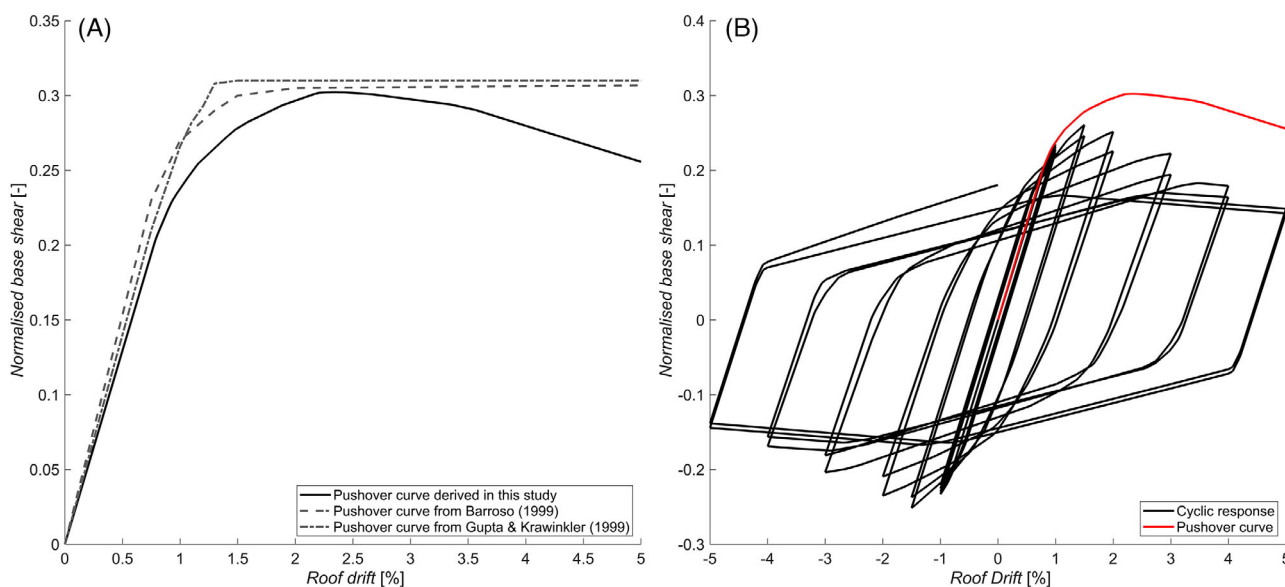 (A)
0.35
0.3
0.25
0.2
0.15
0.1
0.05
0
Normalised base shear [-]
0 0.5 1 1.5 2 2.5 3 3.5 4 4.5 5
Roof drift [%]
Pushover curve derived in this study
Pushover curve from Barroso (1999)
Pushover curve from Gupta & Krawinkler (1999)
(B)
0.4
0.3
0.2
0.1
0
-0.1
-0.2
-0.3
Normalised base shear [-]
-5 -4 -3 -2 -1 0 1 2 3 4 5
Roof Drift [%]
Cyclic response
Pushover curve